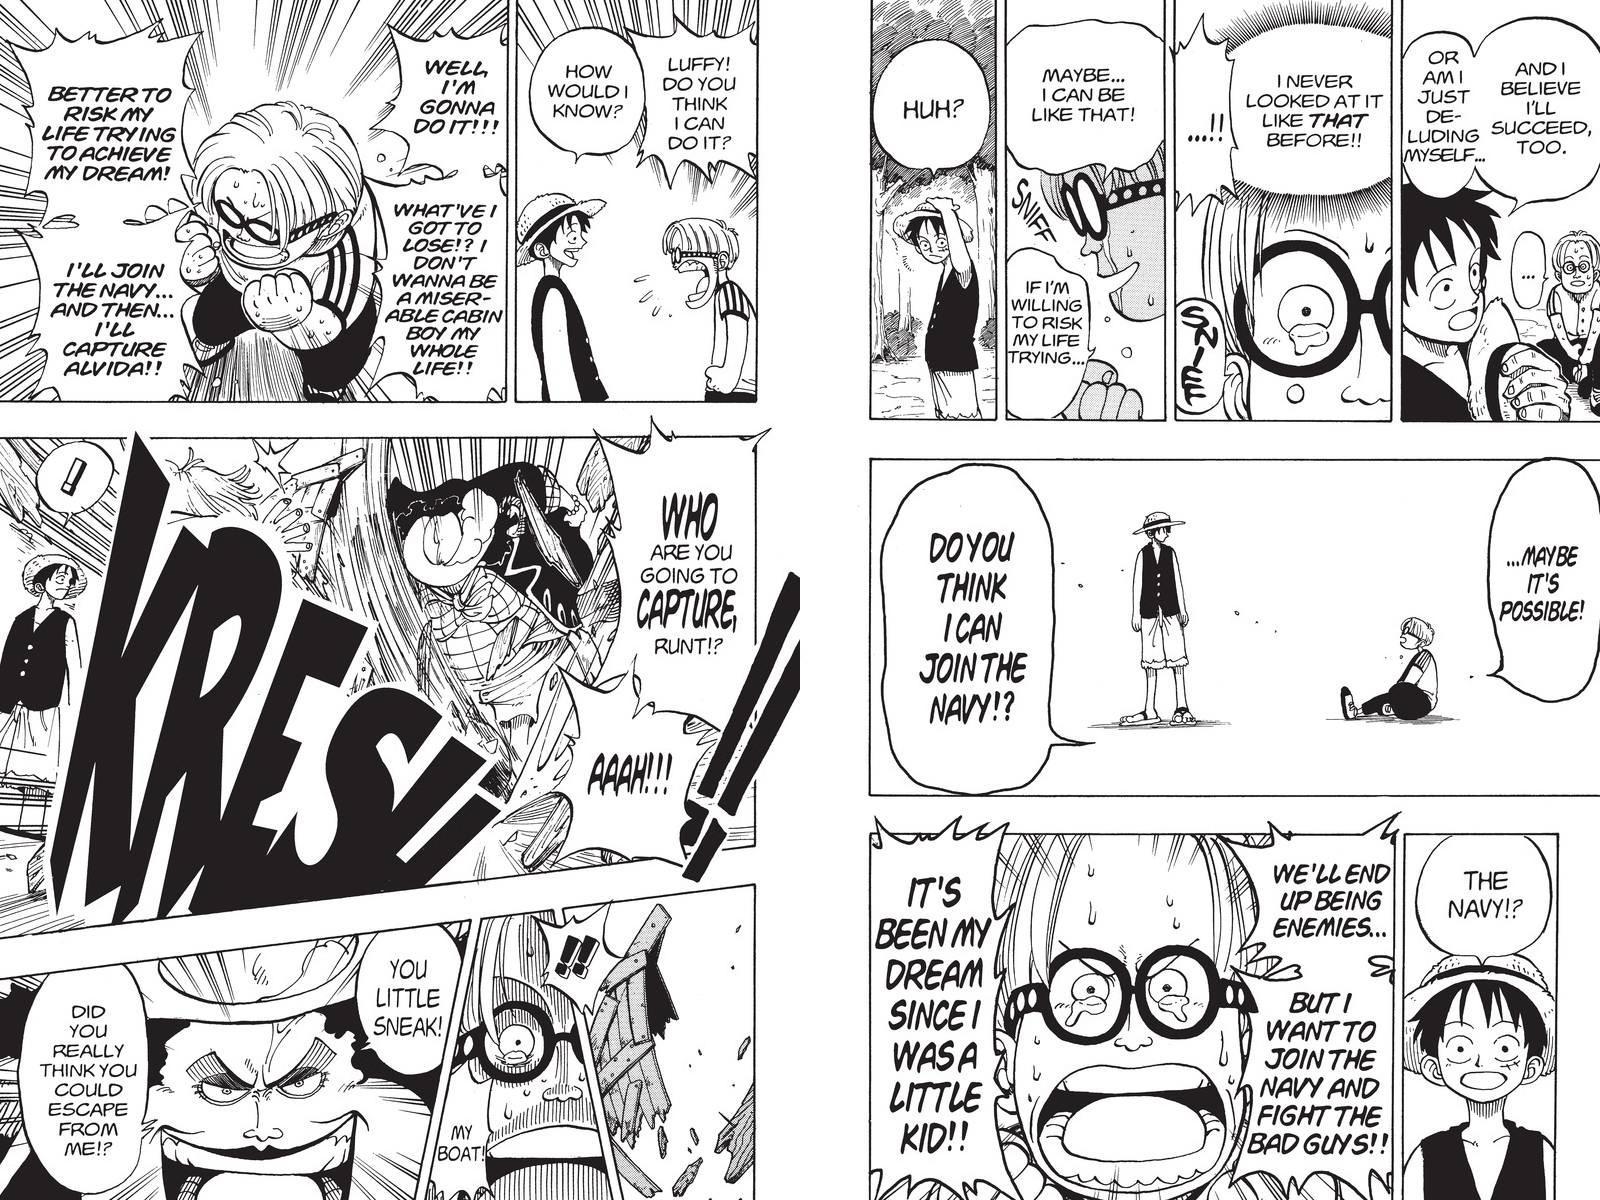 AND I
BELIEVE
I'LL
SUCCEED,
TOO.
OR
AM I
JUST
DE-
LUDING
MYSELF...
...
I NEVER
LOOKED AT IT
LIKE THAT
BEFORE!!
...!!
SNIFF
MAYBE...
I CAN BE
LIKE THAT!
SNIFF
IF I'M
WILLING
TO RISK
MY LIFE
TRYING...
HUH?
...MAYBE
IT'S
POSSIBLE!
DO YOU
THINK
I CAN
JOIN THE
NAVY!?
THE
NAVY!?
WE'LL END
UP BEING
ENEMIES...
BUT I
WANT TO
JOIN THE
NAVY AND
FIGHT THE
BAD GUYS!!
IT'S
BEEN MY
DREAM
SINCE I
WAS A
LITTLE
KID!!
LUFFY!
DO YOU
THINK
I CAN
DO IT?
HOW
WOULD I
KNOW?
WELL,
I'M
GONNA
DO IT!!!
WHAT'VE I
GOT TO
LOSE!? I
DON'T
WANNA BE
A MISER-
ABLE CABIN
BOY MY
WHOLE
LIFE!!
BETTER TO
RISK MY
LIFE TRYING
TO ACHIEVE
MY DREAM!
I'LL JOIN
THE NAVY...
AND THEN...
I'LL
CAPTURE
ALVIDA!!
WHO
ARE YOU
GOING TO
CAPTURE,
RUNT!?
AAAH!!!
KRESH
!!
!
!!
YOU
LITTLE
SNEAK!
MY
BOAT!
DID
YOU
REALLY
THINK YOU
COULD
ESCAPE
FROM
ME!?